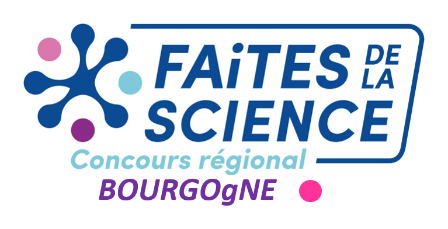 FAiTES DE LA
SCIENCE
Concours régional
BOURGOgNE